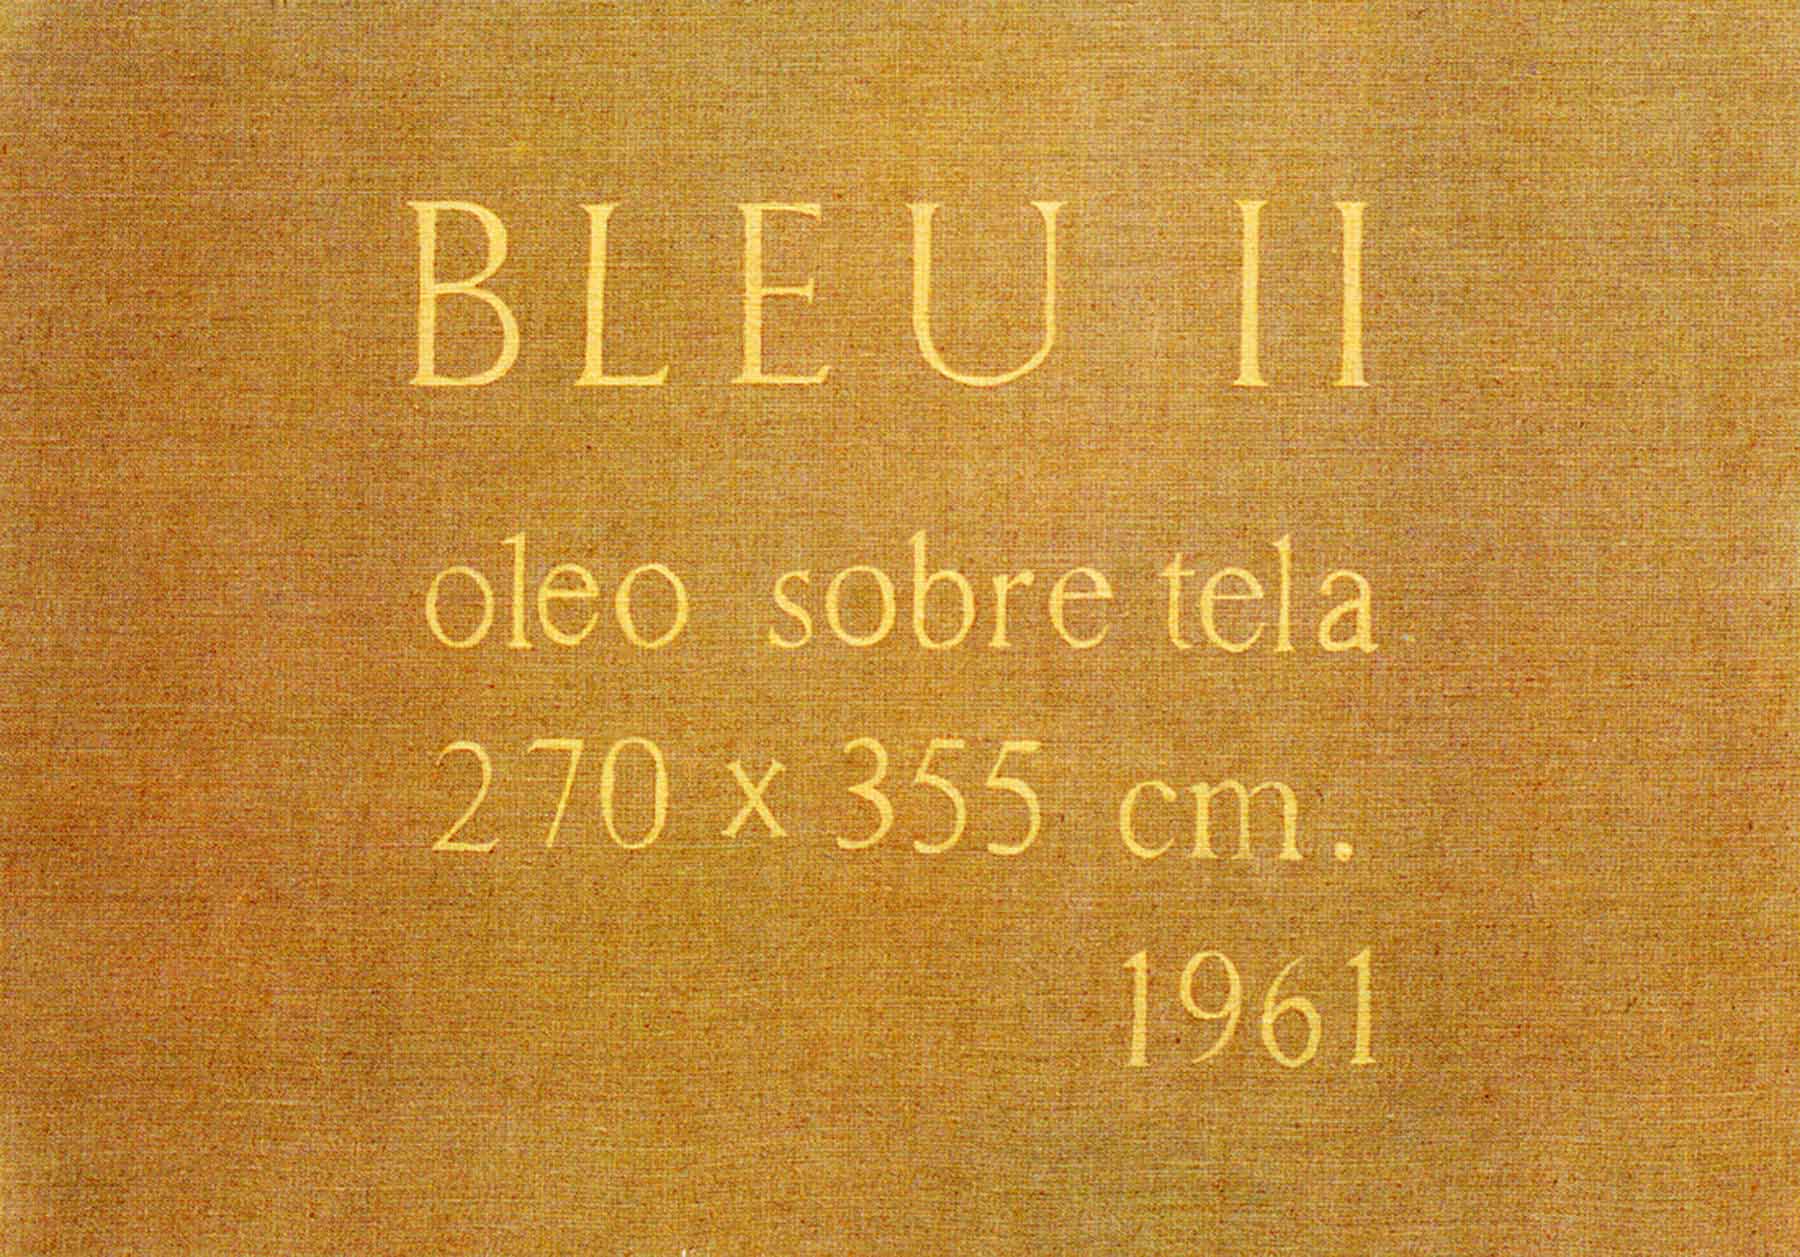 BLEU II
oleo sobre tela
270 x 355 cm.
1961